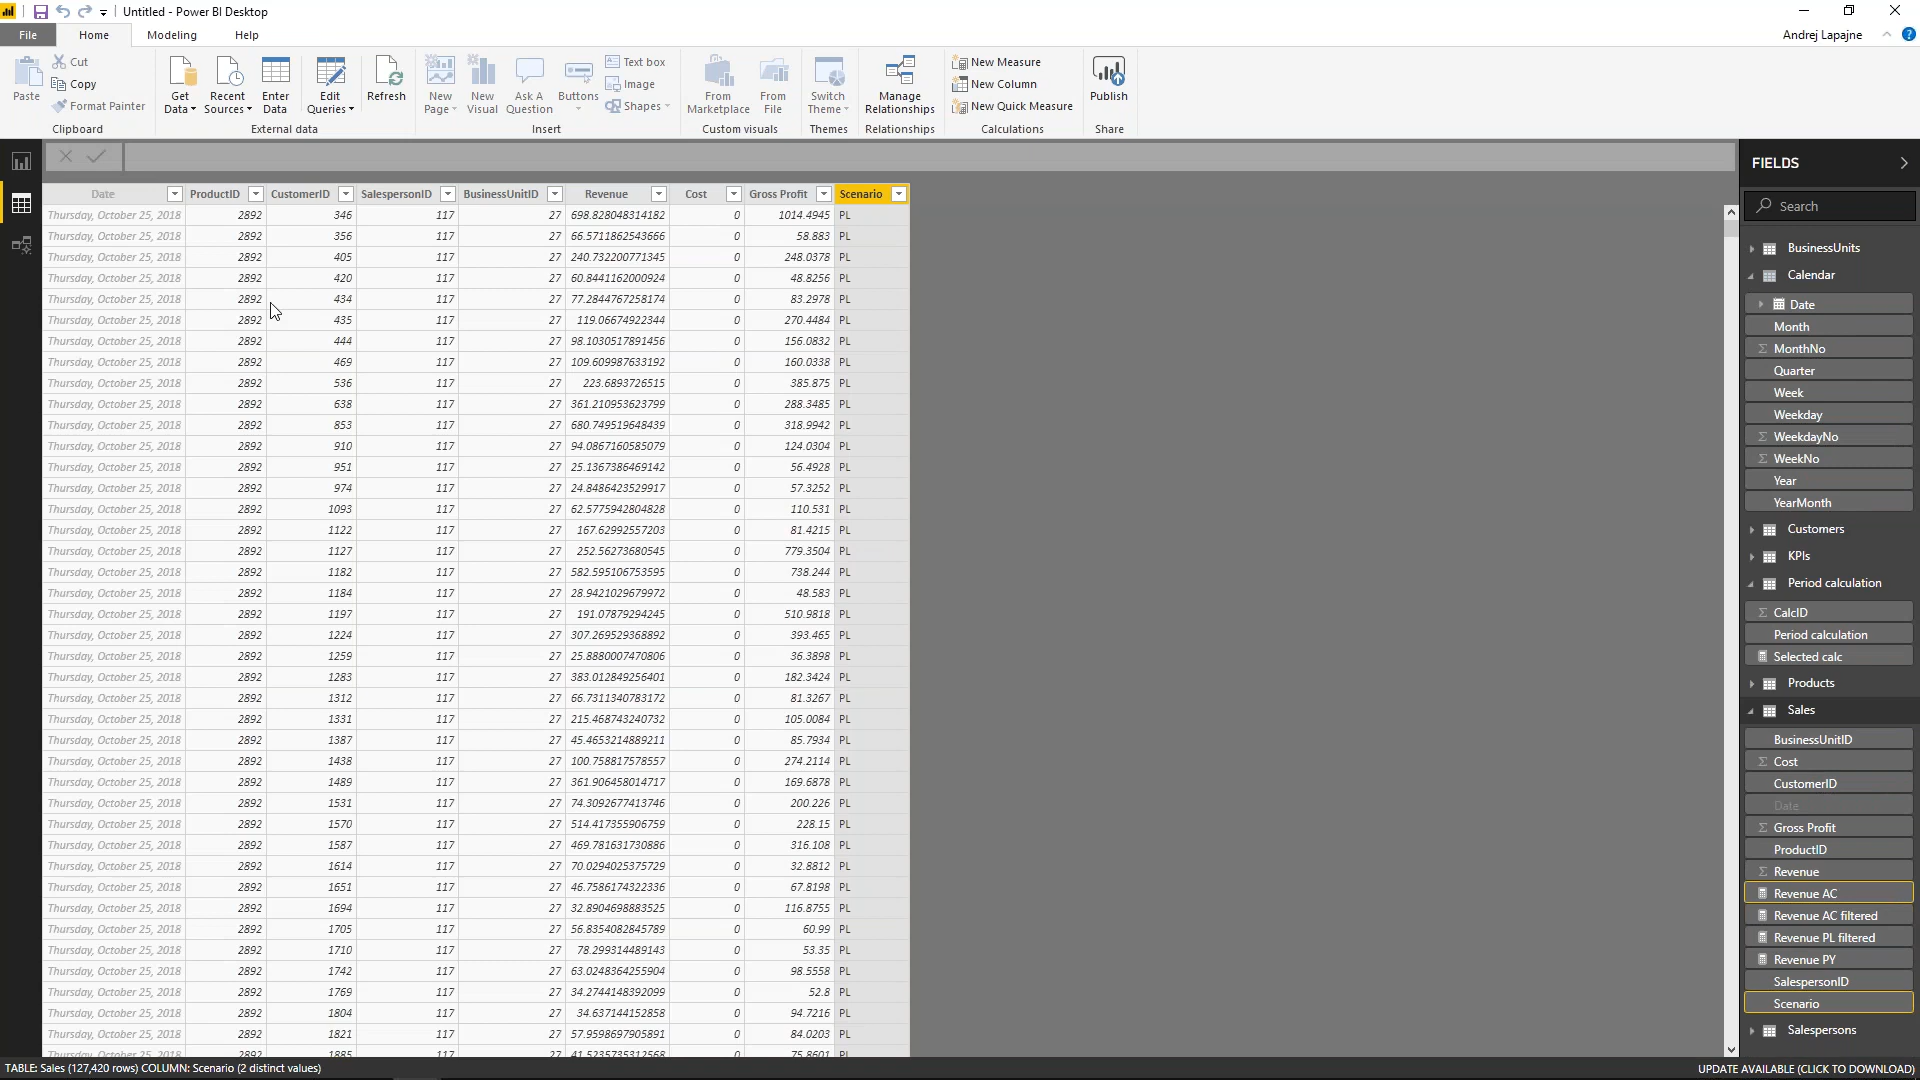 Untitled - Power BI Desktop
File Home Modeling Help
Andrej Lapajne
Paste
Cut
Copy
Format Painter
Clipboard
Get Data
Recent Sources
Enter Data
Edit Queries
Refresh
External data
New Page
New Visual
Ask A Question
Buttons
Text box
Image
Shapes
Insert
From Marketplace
From File
Custom visuals
Switch Theme
Themes
Manage Relationships
Relationships
New Measure
New Column
New Quick Measure
Calculations
Publish
Share
Date ProductID CustomerID SalespersonID BusinessUnitID Revenue Cost Gross Profit Scenario
Thursday, October 25, 2018 2892 346 117 27 698.828048314182 0 1014.4945 PL
Thursday, October 25, 2018 2892 356 117 27 66.5711862543666 0 58.883 PL
Thursday, October 25, 2018 2892 405 117 27 240.732200771345 0 248.0378 PL
Thursday, October 25, 2018 2892 420 117 27 60.8441162000924 0 48.8256 PL
Thursday, October 25, 2018 2892 434 117 27 77.2844767258174 0 83.2978 PL
Thursday, October 25, 2018 2892 435 117 27 119.06674922344 0 270.4484 PL
Thursday, October 25, 2018 2892 444 117 27 98.1030517891456 0 156.0832 PL
Thursday, October 25, 2018 2892 469 117 27 109.609987633192 0 160.0338 PL
Thursday, October 25, 2018 2892 536 117 27 223.6893726515 0 385.875 PL
Thursday, October 25, 2018 2892 638 117 27 361.210953623799 0 288.3485 PL
Thursday, October 25, 2018 2892 853 117 27 680.749519648439 0 318.9942 PL
Thursday, October 25, 2018 2892 910 117 27 94.0867160585079 0 124.0304 PL
Thursday, October 25, 2018 2892 951 117 27 25.1367386469142 0 56.4928 PL
Thursday, October 25, 2018 2892 974 117 27 24.8486423529917 0 57.3252 PL
Thursday, October 25, 2018 2892 1093 117 27 62.5775942804828 0 110.531 PL
Thursday, October 25, 2018 2892 1122 117 27 167.62992557203 0 81.4215 PL
Thursday, October 25, 2018 2892 1127 117 27 252.56273680545 0 779.3504 PL
Thursday, October 25, 2018 2892 1182 117 27 582.595106753595 0 738.244 PL
Thursday, October 25, 2018 2892 1184 117 27 28.9421029679972 0 48.583 PL
Thursday, October 25, 2018 2892 1197 117 27 191.07879294245 0 510.9818 PL
Thursday, October 25, 2018 2892 1224 117 27 307.269529368892 0 393.465 PL
Thursday, October 25, 2018 2892 1259 117 27 25.8880007470806 0 36.3898 PL
Thursday, October 25, 2018 2892 1283 117 27 383.012849256401 0 182.3424 PL
Thursday, October 25, 2018 2892 1312 117 27 66.7311340783172 0 81.3267 PL
Thursday, October 25, 2018 2892 1331 117 27 215.468743240732 0 105.0084 PL
Thursday, October 25, 2018 2892 1387 117 27 45.4653214889211 0 85.7934 PL
Thursday, October 25, 2018 2892 1438 117 27 100.758817578557 0 274.2114 PL
Thursday, October 25, 2018 2892 1489 117 27 361.906458014717 0 169.6878 PL
Thursday, October 25, 2018 2892 1531 117 27 74.3092677413746 0 200.226 PL
Thursday, October 25, 2018 2892 1570 117 27 514.417355906759 0 228.15 PL
Thursday, October 25, 2018 2892 1587 117 27 469.781631730886 0 316.108 PL
Thursday, October 25, 2018 2892 1614 117 27 70.0294025375729 0 32.8812 PL
Thursday, October 25, 2018 2892 1651 117 27 46.7586174322336 0 67.8198 PL
Thursday, October 25, 2018 2892 1694 117 27 32.8904698883525 0 116.8755 PL
Thursday, October 25, 2018 2892 1705 117 27 56.8354082845789 0 60.99 PL
Thursday, October 25, 2018 2892 1710 117 27 78.299314489143 0 53.35 PL
Thursday, October 25, 2018 2892 1742 117 27 63.0248364255904 0 98.5558 PL
Thursday, October 25, 2018 2892 1769 117 27 34.2744148392099 0 52.8 PL
Thursday, October 25, 2018 2892 1804 117 27 34.637144152858 0 94.7216 PL
Thursday, October 25, 2018 2892 1821 117 27 57.9598697905891 0 84.0203 PL
Thursday, October 25, 2018 2892 1885 117 27 41.5235735312568 0 75.8601 PL
FIELDS
Search
BusinessUnits
Calendar
Date
Month
MonthNo
Quarter
Week
Weekday
WeekdayNo
WeekNo
Year
YearMonth
Customers
KPIs
Period calculation
CalcID
Period calculation
Selected calc
Products
Sales
BusinessUnitID
Cost
CustomerID
Date
Gross Profit
ProductID
Revenue
Revenue AC
Revenue AC filtered
Revenue PL filtered
Revenue PY
SalespersonID
Scenario
Salespersons
TABLE: Sales (127,420 rows) COLUMN: Scenario (2 distinct values)
UPDATE AVAILABLE (CLICK TO DOWNLOAD)